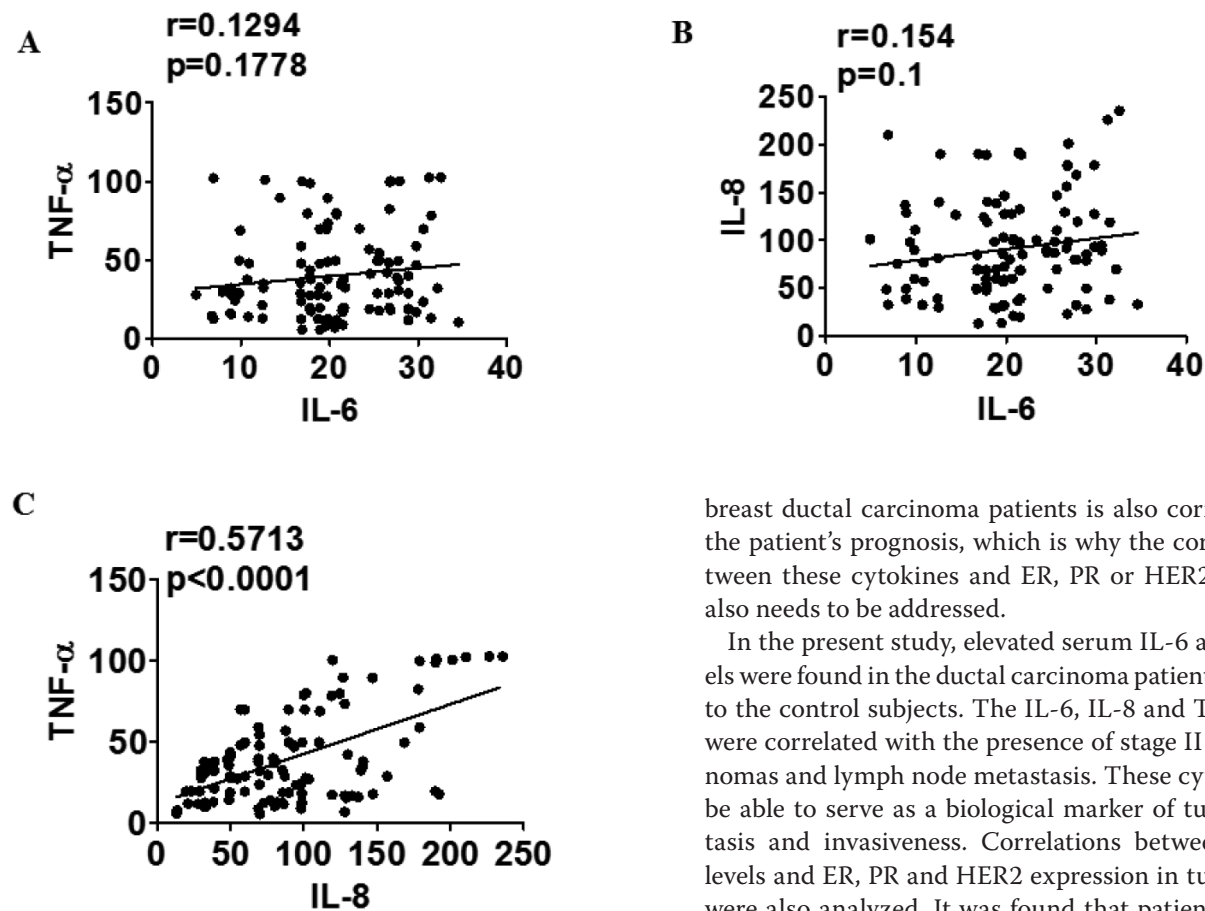 A
r=0.1294
p=0.1778
150
100
50
0
TNF-α
0 10 20 30 40
IL-6
B
r=0.154
p=0.1
250
200
150
100
50
0
IL-8
0 10 20 30 40
IL-6
C
r=0.5713
p<0.0001
150
100
50
0
TNF-α
0 50 100 150 200 250
IL-8
breast ductal carcinoma patients is also
the patient's prognosis, which is why the
tween these cytokines and ER, PR or HER2
also needs to be addressed.
In the present study, elevated serum IL-6
els were found in the ductal carcinoma
to the control subjects. The IL-6, IL-8 and
were correlated with the presence of stage II
nomas and lymph node metastasis. These
be able to serve as a biological marker of
tasis and invasiveness. Correlations
levels and ER, PR and HER2 expression in
were also analyzed. It was found that